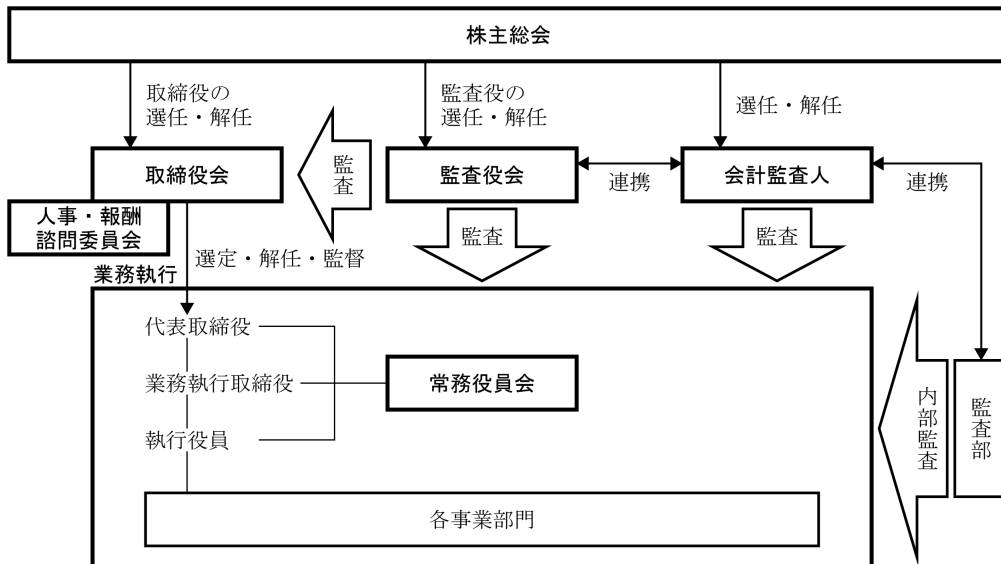 株主総会
取締役の
選任・解任
監査役の
選任・解任
選任・解任
取締役会
監査
監査役会
連携
会計監査人
連携
人事・報酬
諮問委員会
選定・解任・監督
監査
監査
業務執行
代表取締役
業務執行取締役
執行役員
常務役員会
内部監査
監査部
各事業部門